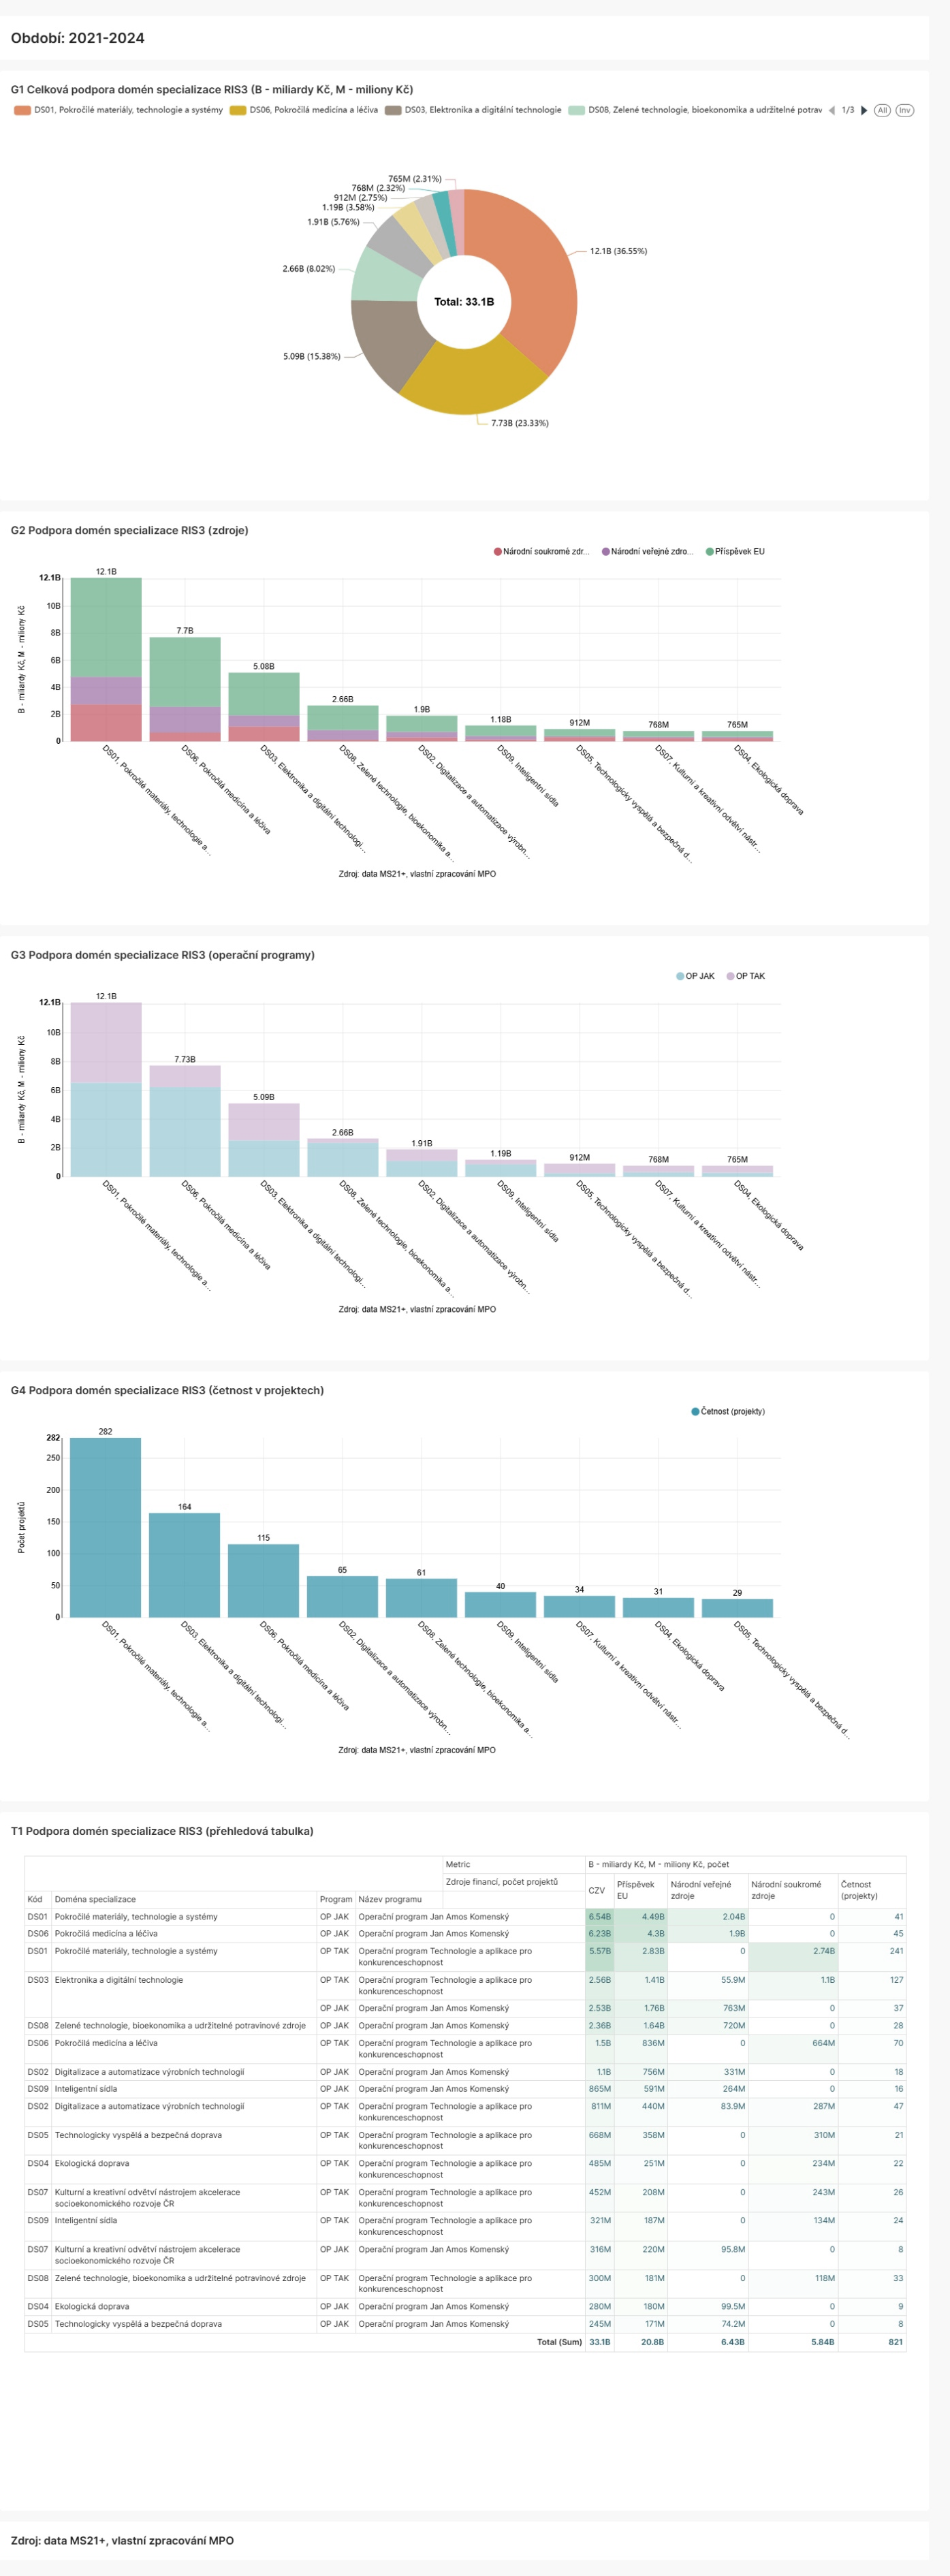 Období: 2021-2024
G1 Celková podpora domén specializace RIS3 (B - miliardy Kč, M - miliony Kč)
DS01, Pokročilé materiály, technologie a systémy DS06, Pokročilá medicína a léčiva DS03, Elektronika a digitální technologie DS08, Zelené technologie, bioekonomika a udržitelné potrav 1/3 All Inv
765M (2.31%)
768M (2.32%)
912M (2.75%)
1.19B (3.58%)
1.91B (5.76%)
12.1B (36.55%)
2.66B (8.02%)
Total: 33.1B
5.09B (15.38%)
7.73B (23.33%)
G2 Podpora domén specializace RIS3 (zdroje)
Národní soukromé zdr... Národní veřejné zdro... Příspěvek EU
B - miliardy Kč, M - miliony Kč
12.1B
10B
8B
6B
4B
2B
0
12.1B
7.7B
5.08B
2.66B
1.9B
1.18B
912M
768M
765M
DS01, Pokročilé materiály, technologie a...
DS06, Pokročilá medicína a léčiva
DS03, Elektronika a digitální technologi...
DS08, Zelené technologie, bioekonomika a...
DS02, Digitalizace a automatizace výrobn...
DS09, Inteligentní sídla
DS05, Technologicky vyspělá a bezpečná d...
DS07, Kulturní a kreativní odvětví nástr...
DS04, Ekologická doprava
Zdroj: data MS21+, vlastní zpracování MPO
G3 Podpora domén specializace RIS3 (operační programy)
OP JAK OP TAK
B - miliardy Kč, M - miliony Kč
12.1B
10B
8B
6B
4B
2B
0
12.1B
7.73B
5.09B
2.66B
1.91B
1.19B
912M
768M
765M
DS01, Pokročilé materiály, technologie a...
DS06, Pokročilá medicína a léčiva
DS03, Elektronika a digitální technologi...
DS08, Zelené technologie, bioekonomika a...
DS02, Digitalizace a automatizace výrobn...
DS09, Inteligentní sídla
DS05, Technologicky vyspělá a bezpečná d...
DS07, Kulturní a kreativní odvětví nástr...
DS04, Ekologická doprava
Zdroj: data MS21+, vlastní zpracování MPO
G4 Podpora domén specializace RIS3 (četnost v projektech)
Četnost (projekty)
Počet projektů
282
250
200
150
100
50
0
282
164
115
65
61
40
34
31
29
DS01, Pokročilé materiály, technologie a...
DS03, Elektronika a digitální technologi...
DS06, Pokročilá medicína a léčiva
DS02, Digitalizace a automatizace výrobn...
DS08, Zelené technologie, bioekonomika a...
DS09, Inteligentní sídla
DS07, Kulturní a kreativní odvětví nástr...
DS04, Ekologická doprava
DS05, Technologicky vyspělá a bezpečná d...
Zdroj: data MS21+, vlastní zpracování MPO
T1 Podpora domén specializace RIS3 (přehledová tabulka)
Metric B - miliardy Kč, M - miliony Kč, počet
Zdroje financí, počet projektů CZV Příspěvek EU Národní veřejné zdroje Národní soukromé zdroje Četnost (projekty)
Kód Doména specializace Program Název programu
DS01 Pokročilé materiály, technologie a systémy OP JAK Operační program Jan Amos Komenský 6.54B 4.49B 2.04B 0 41
DS06 Pokročilá medicína a léčiva OP JAK Operační program Jan Amos Komenský 6.23B 4.3B 1.9B 0 45
DS01 Pokročilé materiály, technologie a systémy OP TAK Operační program Technologie a aplikace pro 5.57B 2.83B 0 2.74B 241
konkurenceschopnost
DS03 Elektronika a digitální technologie OP TAK Operační program Technologie a aplikace pro 2.56B 1.41B 55.9M 1.1B 127
konkurenceschopnost
OP JAK Operační program Jan Amos Komenský 2.53B 1.76B 763M 0 37
DS08 Zelené technologie, bioekonomika a udržitelné potravinové zdroje OP JAK Operační program Jan Amos Komenský 2.36B 1.64B 720M 0 28
DS06 Pokročilá medicína a léčiva OP TAK Operační program Technologie a aplikace pro 1.5B 836M 0 664M 70
konkurenceschopnost
DS02 Digitalizace a automatizace výrobních technologií OP JAK Operační program Jan Amos Komenský 1.1B 756M 331M 0 18
DS09 Inteligentní sídla OP JAK Operační program Jan Amos Komenský 865M 591M 264M 0 16
DS02 Digitalizace a automatizace výrobních technologií OP TAK Operační program Technologie a aplikace pro 811M 440M 83.9M 287M 47
konkurenceschopnost
DS05 Technologicky vyspělá a bezpečná doprava OP TAK Operační program Technologie a aplikace pro 668M 358M 0 310M 21
konkurenceschopnost
DS04 Ekologická doprava OP TAK Operační program Technologie a aplikace pro 485M 251M 0 234M 22
konkurenceschopnost
DS07 Kulturní a kreativní odvětví nástrojem akcelerace OP TAK Operační program Technologie a aplikace pro 452M 208M 0 243M 26
socioekonomického rozvoje ČR konkurenceschopnost
DS09 Inteligentní sídla OP TAK Operační program Technologie a aplikace pro 321M 187M 0 134M 24
konkurenceschopnost
DS07 Kulturní a kreativní odvětví nástrojem akcelerace OP JAK Operační program Jan Amos Komenský 316M 220M 95.8M 0 8
socioekonomického rozvoje ČR
DS08 Zelené technologie, bioekonomika a udržitelné potravinové zdroje OP TAK Operační program Technologie a aplikace pro 300M 181M 0 118M 33
konkurenceschopnost
DS04 Ekologická doprava OP JAK Operační program Jan Amos Komenský 280M 180M 99.5M 0 9
DS05 Technologicky vyspělá a bezpečná doprava OP JAK Operační program Jan Amos Komenský 245M 171M 74.2M 0 8
Total (Sum) 33.1B 20.8B 6.43B 5.84B 821
Zdroj: data MS21+, vlastní zpracování MPO